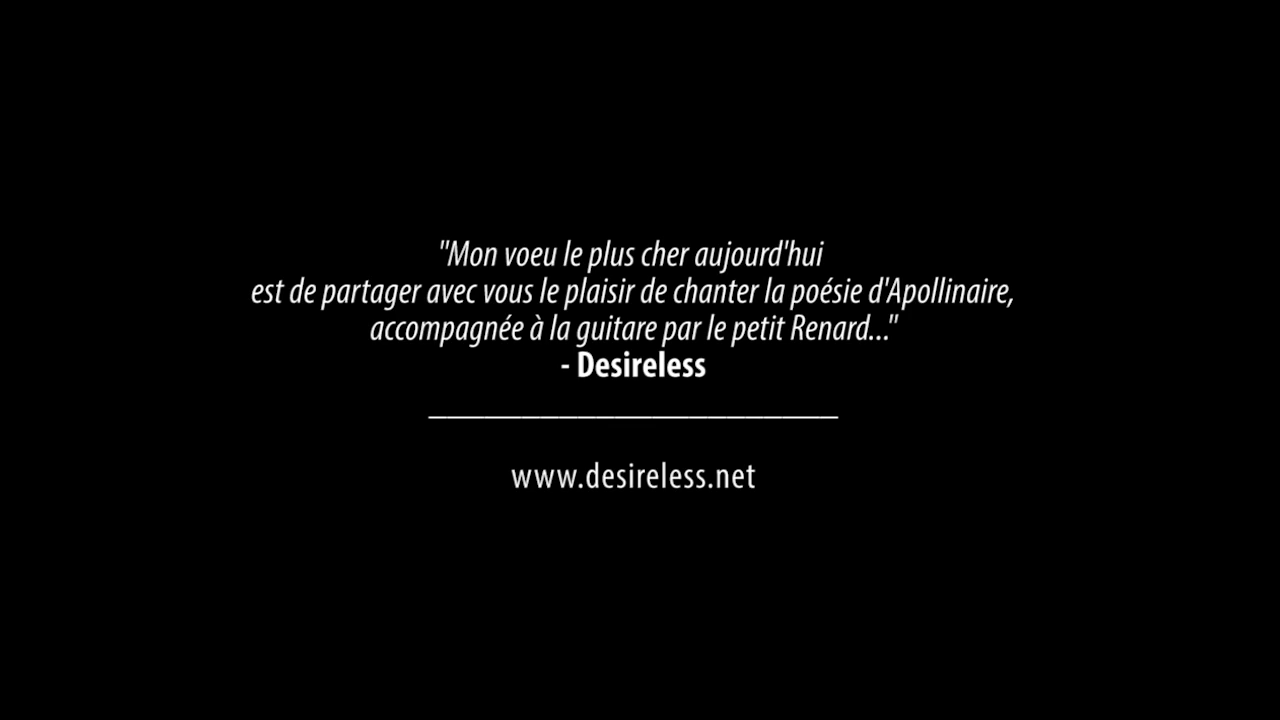 "Mon voeu le plus cher aujourd'hui
est de partager avec vous le plaisir de chanter la poésie d'Apollinaire,
accompagnée à la guitare par le petit Renard..."
- Desireless
www.desireless.net